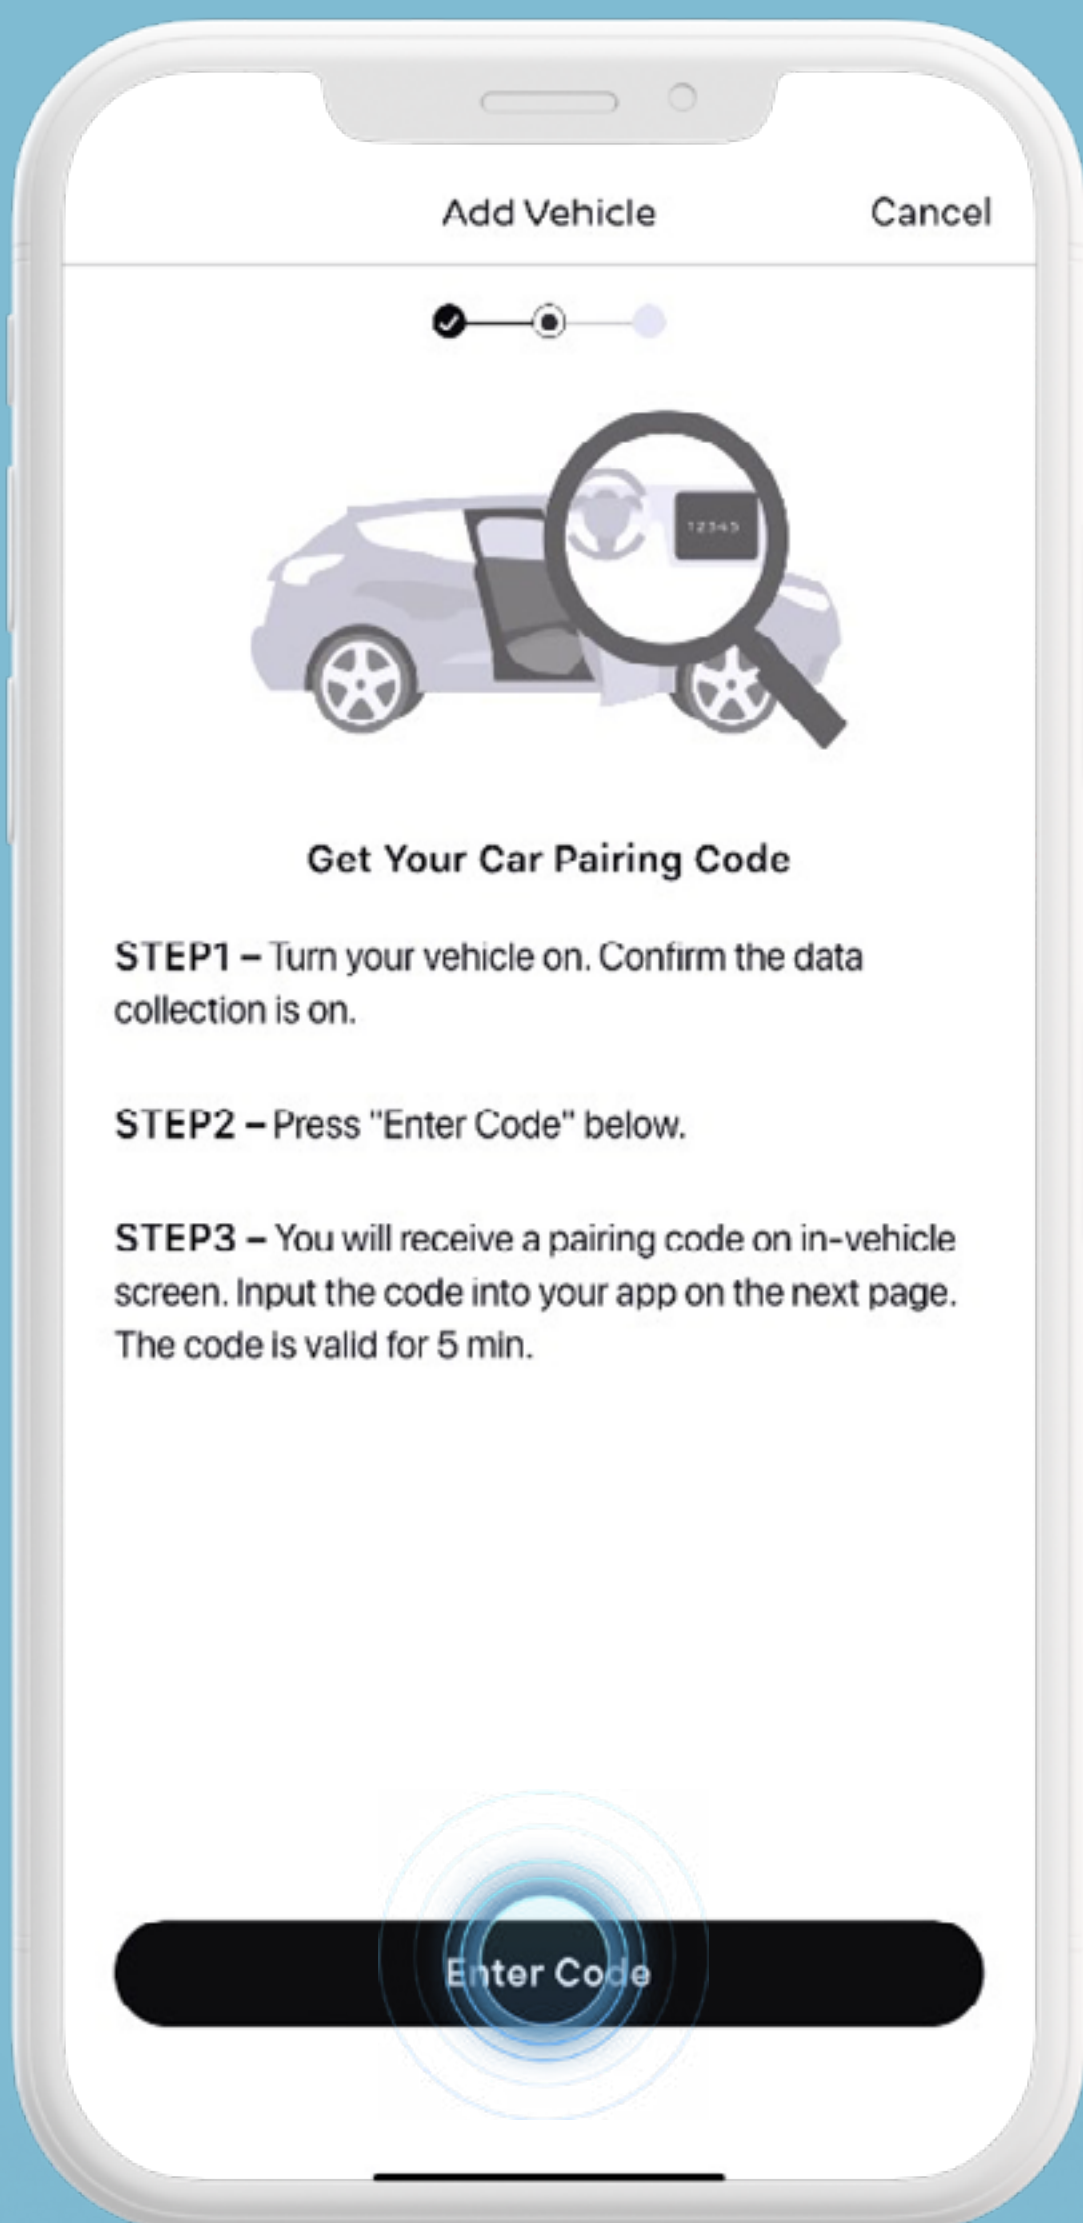 Add Vehicle
Cancel
12345
Get Your Car Pairing Code
STEP1 – Turn your vehicle on. Confirm the data
collection is on.
STEP2 – Press "Enter Code" below.
STEP3 – You will receive a pairing code on in-vehicle
screen. Input the code into your app on the next page.
The code is valid for 5 min.
Enter Code